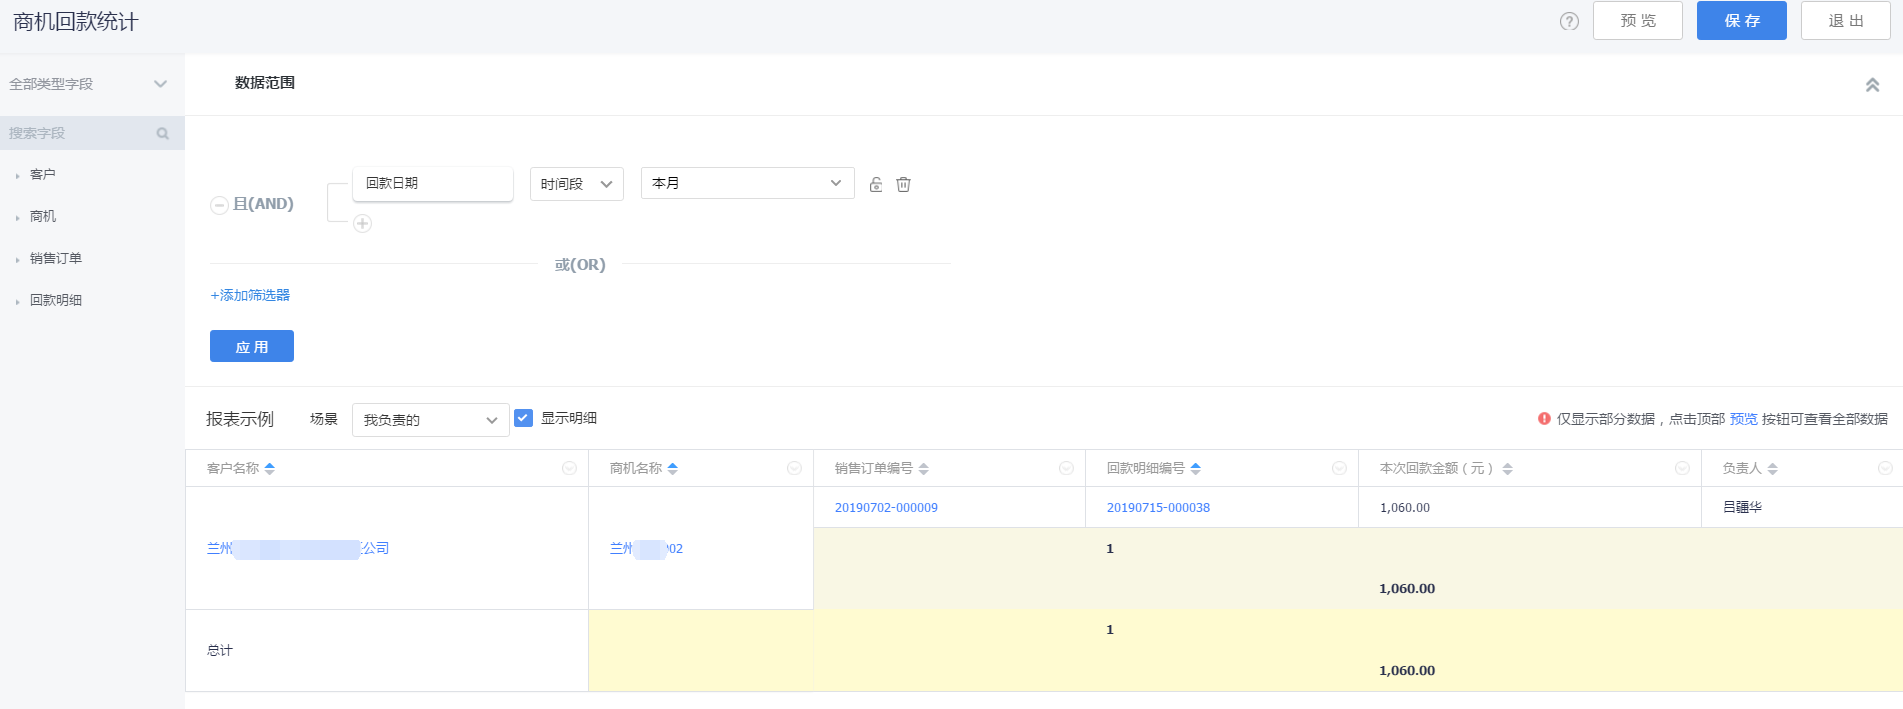 商机回款统计
? 预 览 保 存 退 出
全部类型字段
搜索字段
客户
商机
销售订单
回款明细
数据范围
且(AND)
回款日期 时间段 本月
或(OR)
+添加筛选器
应 用
报表示例 场景 我负责的 显示明细
仅显示部分数据，点击顶部 预览 按钮可查看全部数据
客户名称 商机名称 销售订单编号 回款明细编号 本次回款金额（元） 负责人
20190702-000009 20190715-000038 1,060.00 吕疆华
兰州 公司 兰州 02
1
1,060.00
总计
1
1,060.00